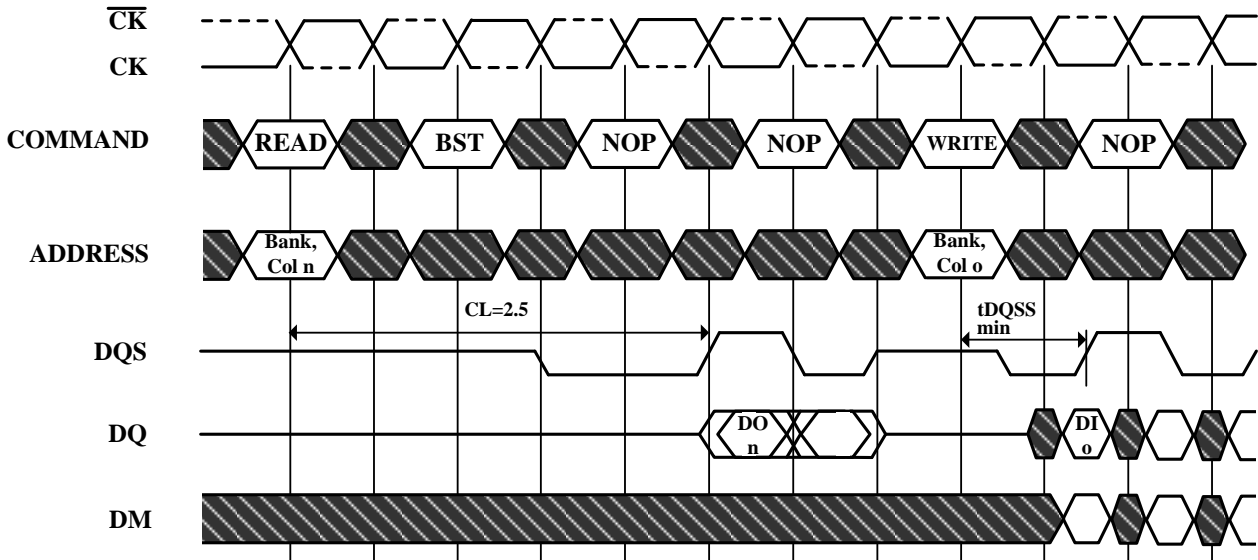 CK
CK
COMMAND
READ
BST
NOP
NOP
WRITE
NOP
ADDRESS
Bank,
Col n
Bank,
Col o
CL=2.5
tDQSS
min
DQS
DQ
DO
n
DI
o
DM